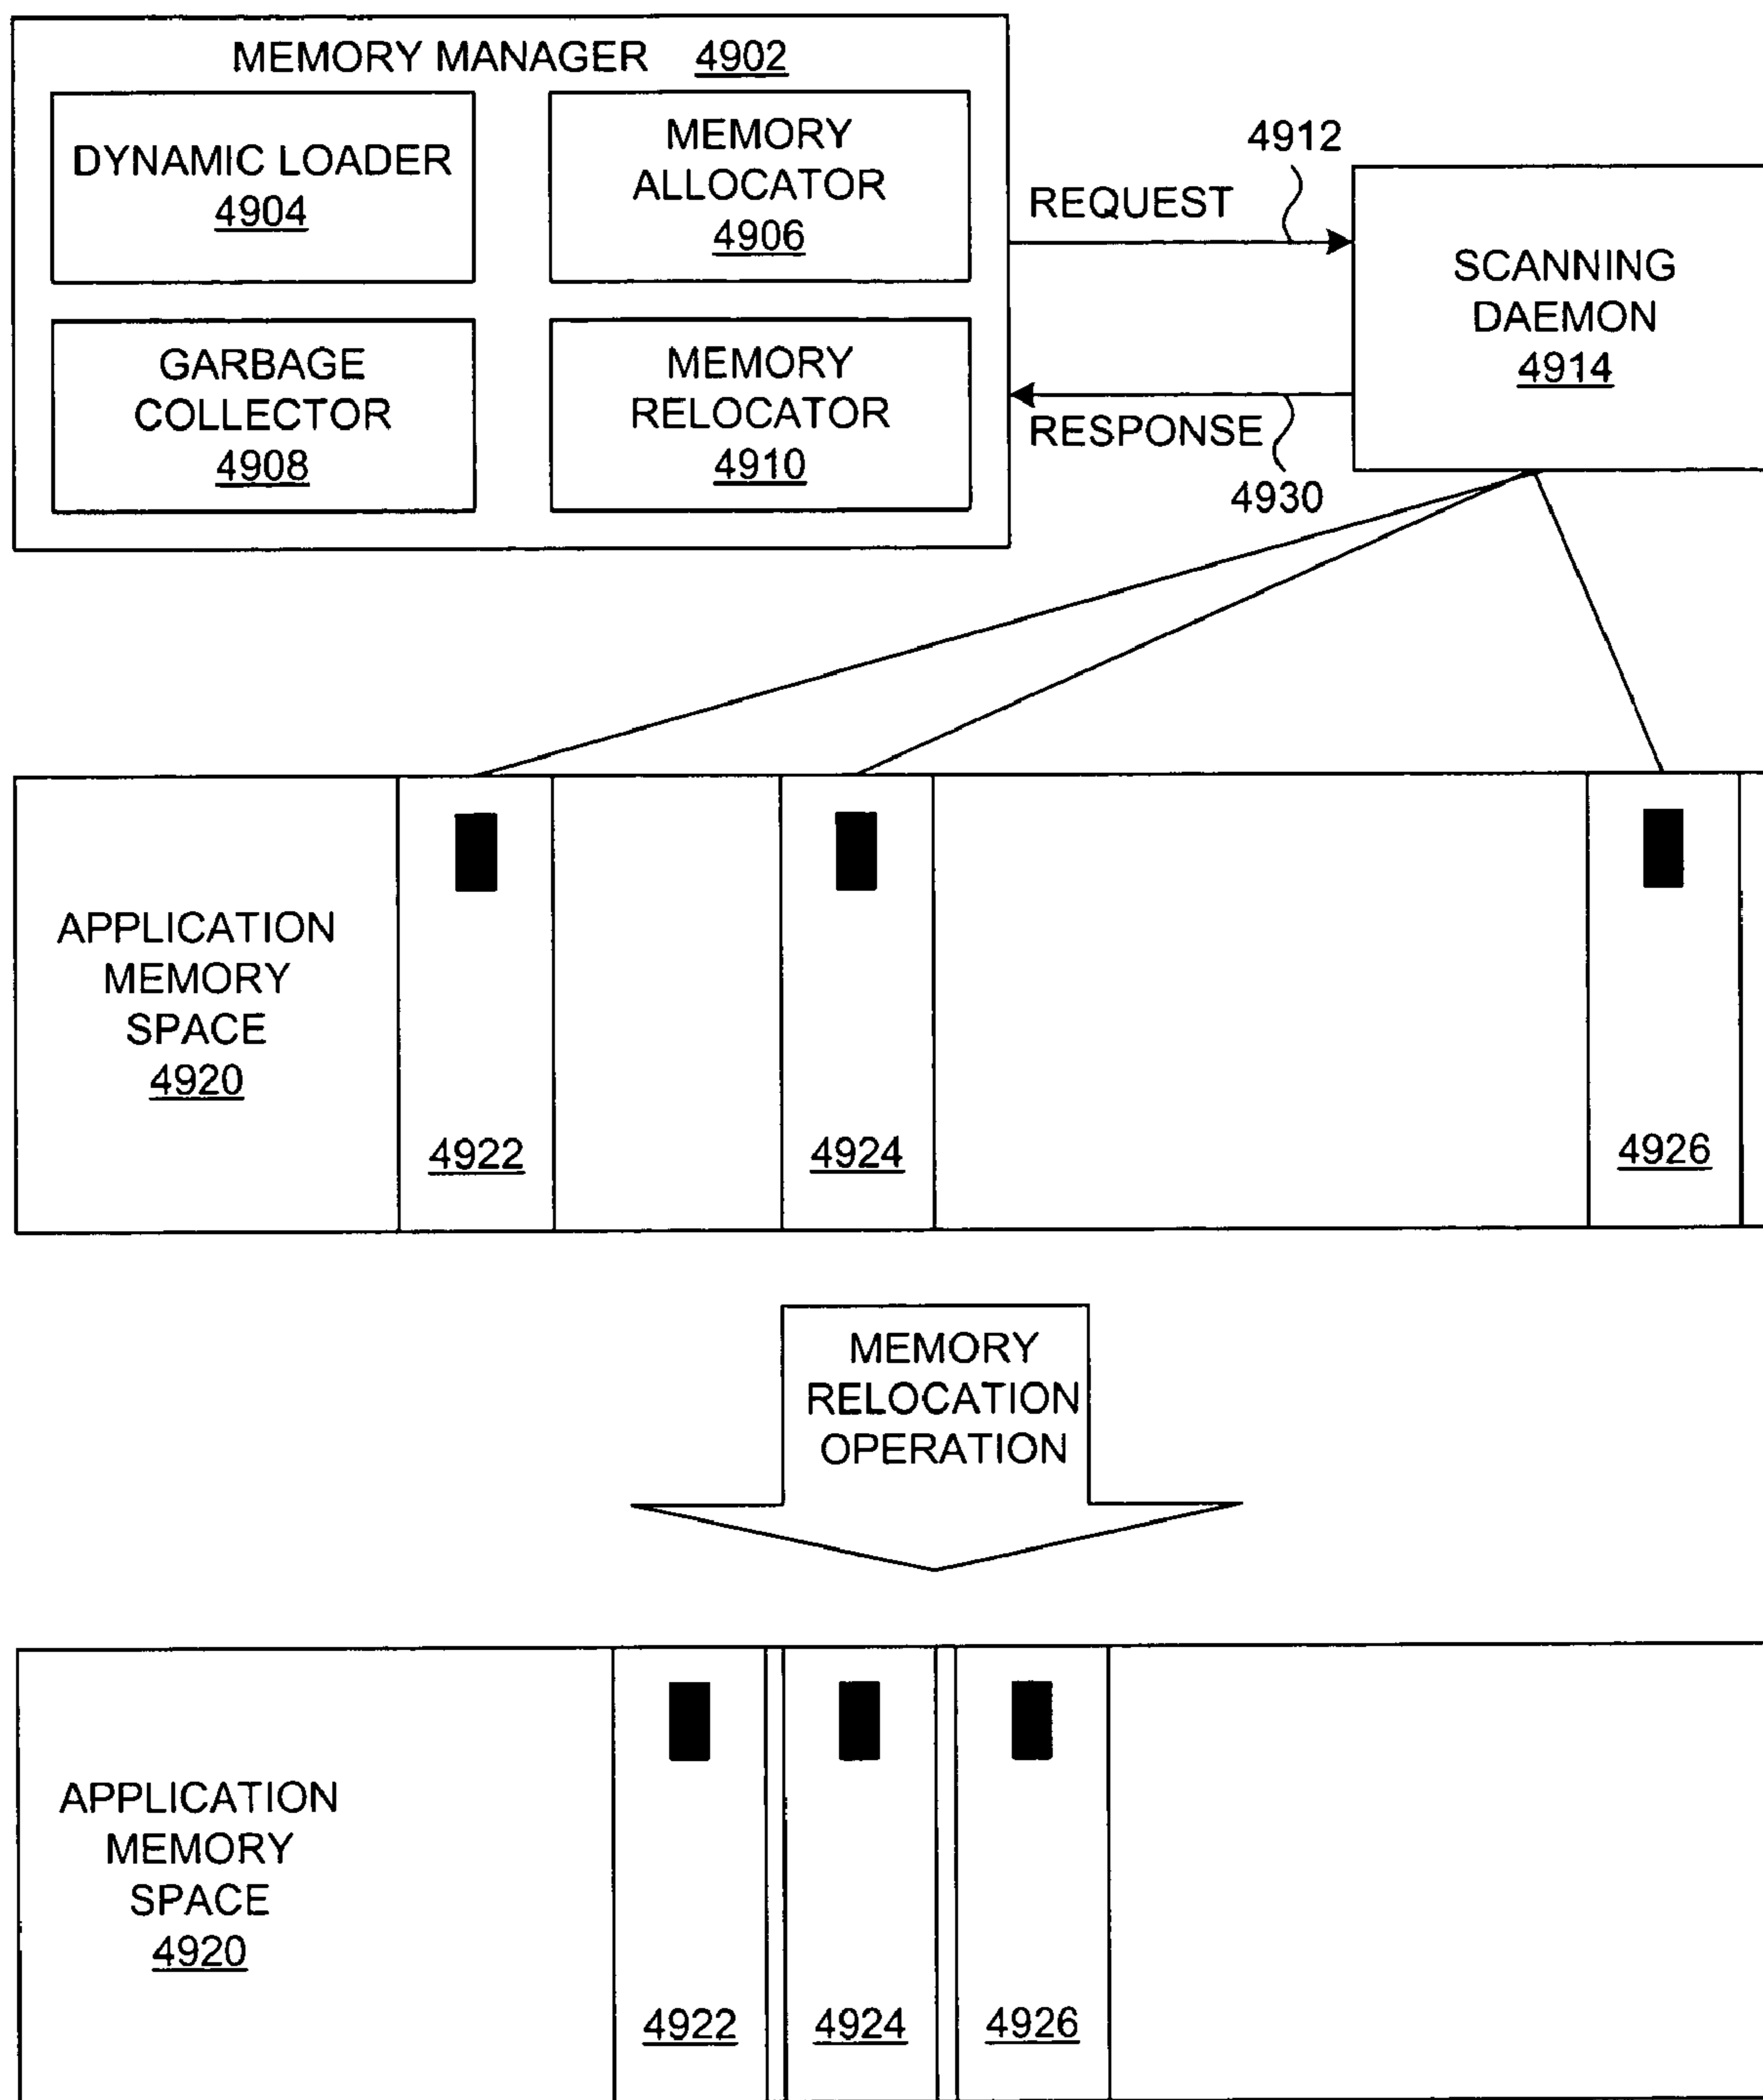 MEMORY MANAGER 4902
DYNAMIC LOADER
4904
MEMORY
ALLOCATOR
4906
GARBAGE
COLLECTOR
4908
MEMORY
RELOCATOR
4910
4912
REQUEST
RESPONSE
4930
SCANNING
DAEMON
4914
APPLICATION
MEMORY
SPACE
4920
4922
4924
4926
MEMORY
RELOCATION
OPERATION
APPLICATION
MEMORY
SPACE
4920
4922
4924
4926